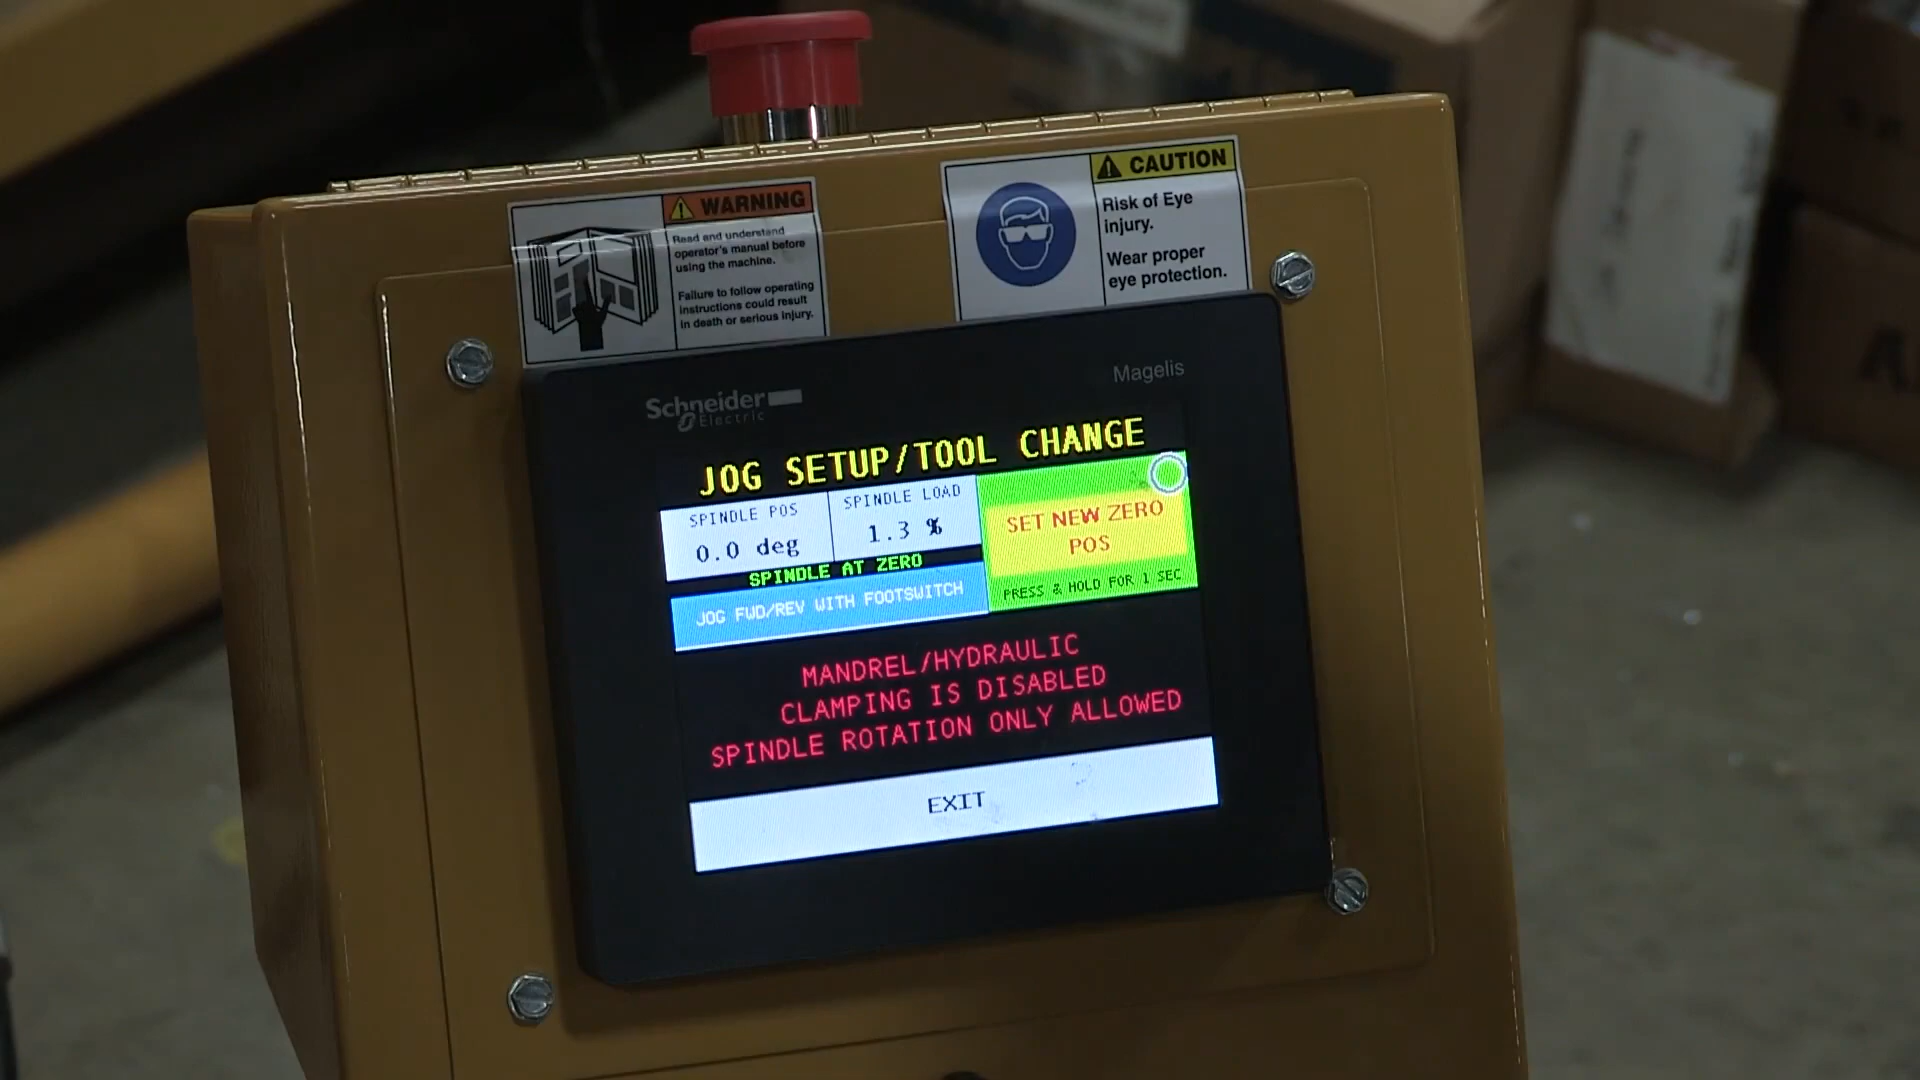 WARNING
Read and understand
operator's manual before
using the machine.
Failure to follow operating
instructions could result
in death or serious injury.
CAUTION
Risk of Eye
injury.
Wear proper
eye protection.
Schneider
Electric
Magelis
JOG SETUP/TOOL CHANGE
SPINDLE POS
0.0 deg
SPINDLE LOAD
1.3 %
SPINDLE AT ZERO
JOG FWD/REV WITH FOOTSWITCH
SET NEW ZERO
POS
PRESS & HOLD FOR 1 SEC
MANDREL/HYDRAULIC
CLAMPING IS DISABLED
SPINDLE ROTATION ONLY ALLOWED
EXIT